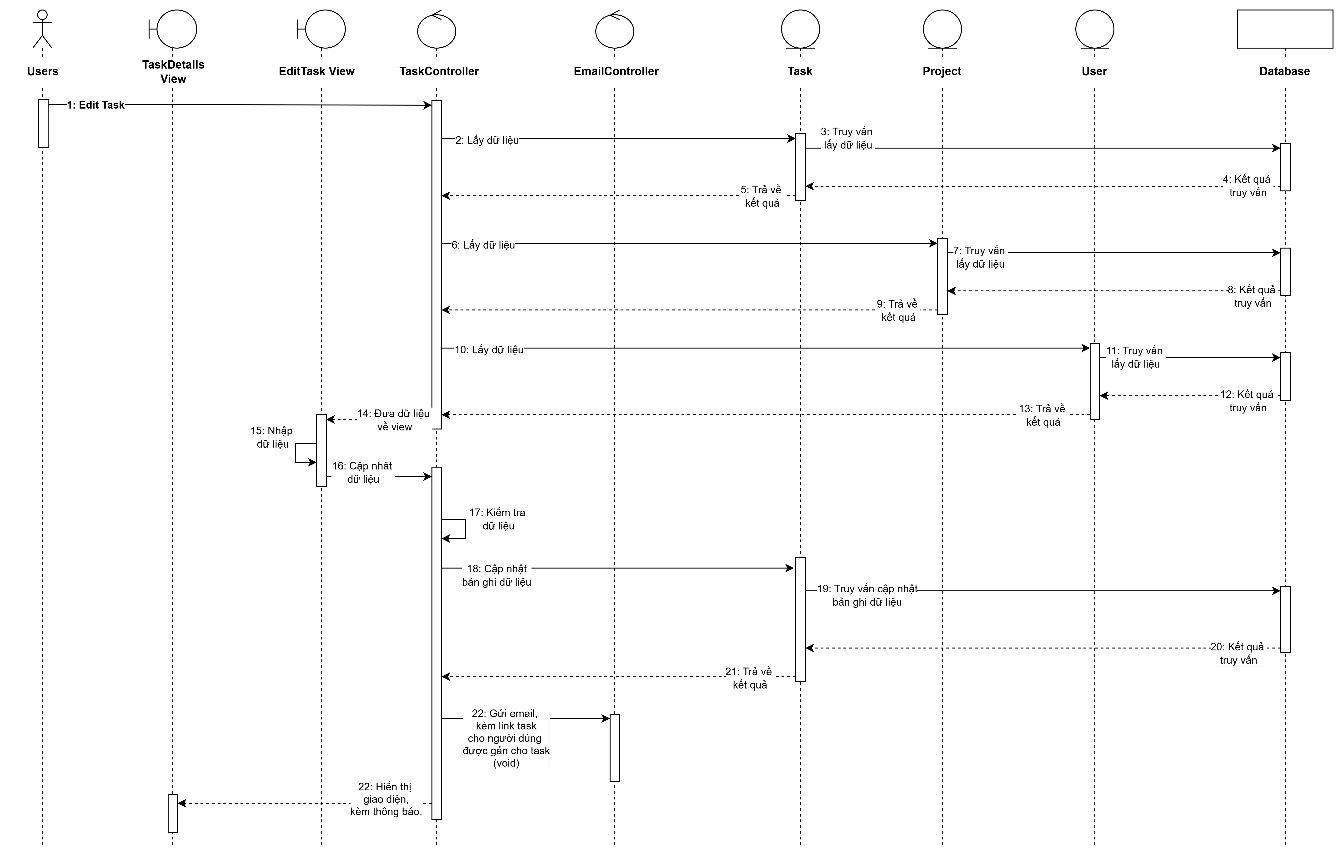 Users
TaskDetails
View
EditTask View
TaskController
EmailController
Task
Project
User
Database
1: Edit Task
2: Lấy dữ liệu
3: Truy vấn
lấy dữ liệu
4: Kết quả
truy vấn
5: Trả về
kết quả
6: Lấy dữ liệu
7: Truy vấn
lấy dữ liệu
8: Kết quả
truy vấn
9: Trả về
kết quả
10: Lấy dữ liệu
11: Truy vấn
lấy dữ liệu
12: Kết quả
truy vấn
13: Trả về
kết quả
14: Đưa dữ liệu
về view
15: Nhập
dữ liệu
16: Cập nhật
dữ liệu
17: Kiểm tra
dữ liệu
18: Cập nhật
bản ghi dữ liệu
19: Truy vấn cập nhật
bản ghi dữ liệu
20: Kết quả
truy vấn
21: Trả về
kết quả
22: Gửi email,
kèm link task
cho người dùng
được gắn cho task
(void)
22: Hiển thị
giao diện,
kèm thông báo.